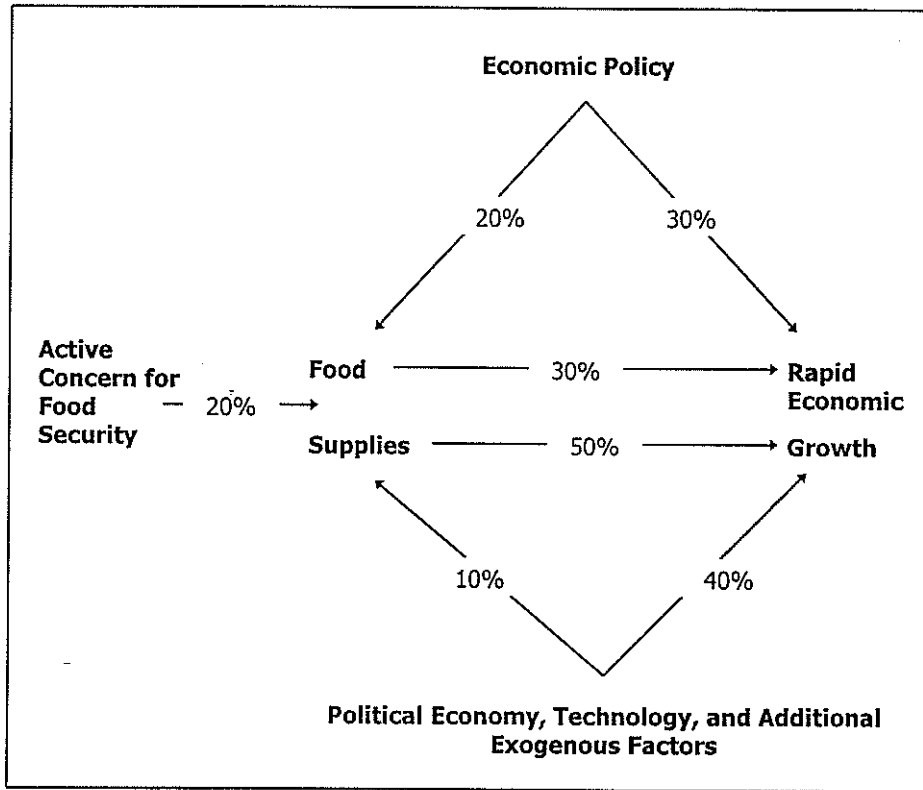 Economic Policy
20%
30%
Active
Concern for
Food
Security
20%
Food
30%
Rapid
Economic
Supplies
50%
Growth
10%
40%
Political Economy, Technology, and Additional
Exogenous Factors